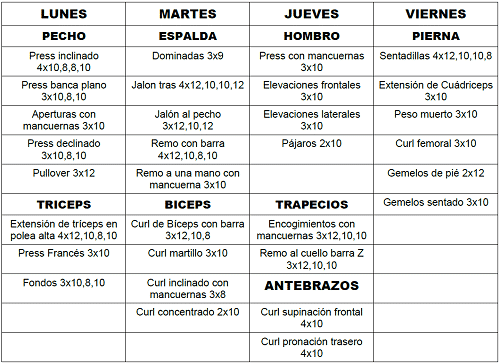 LUNES MARTES JUEVES VIERNES
PECHO ESPALDA HOMBRO PIERNA
Press inclinado
4x10,8,8,10
Dominadas 3x9
Press con mancuernas
3x10
Sentadillas 4x12,10,10,8
Press banca plano
3x10,8,10
Jalon tras 4x12,10,10,12
Elevaciones frontales
3x10
Extensión de Cuádriceps
3x10
Aperturas con
mancuernas 3x10
Jalón al pecho
3x12,10,12
Elevaciones laterales
3x10
Peso muerto 3x10
Press declinado
3x10,8,10
Remo con barra
4x12,10,8,10
Pájaros 2x10
Curl femoral 3x10
Pullover 3x12
Remo a una mano con
mancuerna 3x10
Gemelos de pié 2x12
TRICEPS BICEPS TRAPECIOS Gemelos sentado 3x10
Extensión de tríceps en
polea alta 4x12,10,8,10
Curl de Bíceps con barra
3x12,10,8
Encogimientos con
mancuernas 3x12,10,10
Press Francés 3x10
Curl martillo 3x10
Remo al cuello barra Z
3x12,10,10
Fondos 3x10,8,10
Curl inclinado con
mancuernas 3x8
ANTEBRAZOS
Curl concentrado 2x10
Curl supinación frontal
4x10
Curl pronación trasero
4x10